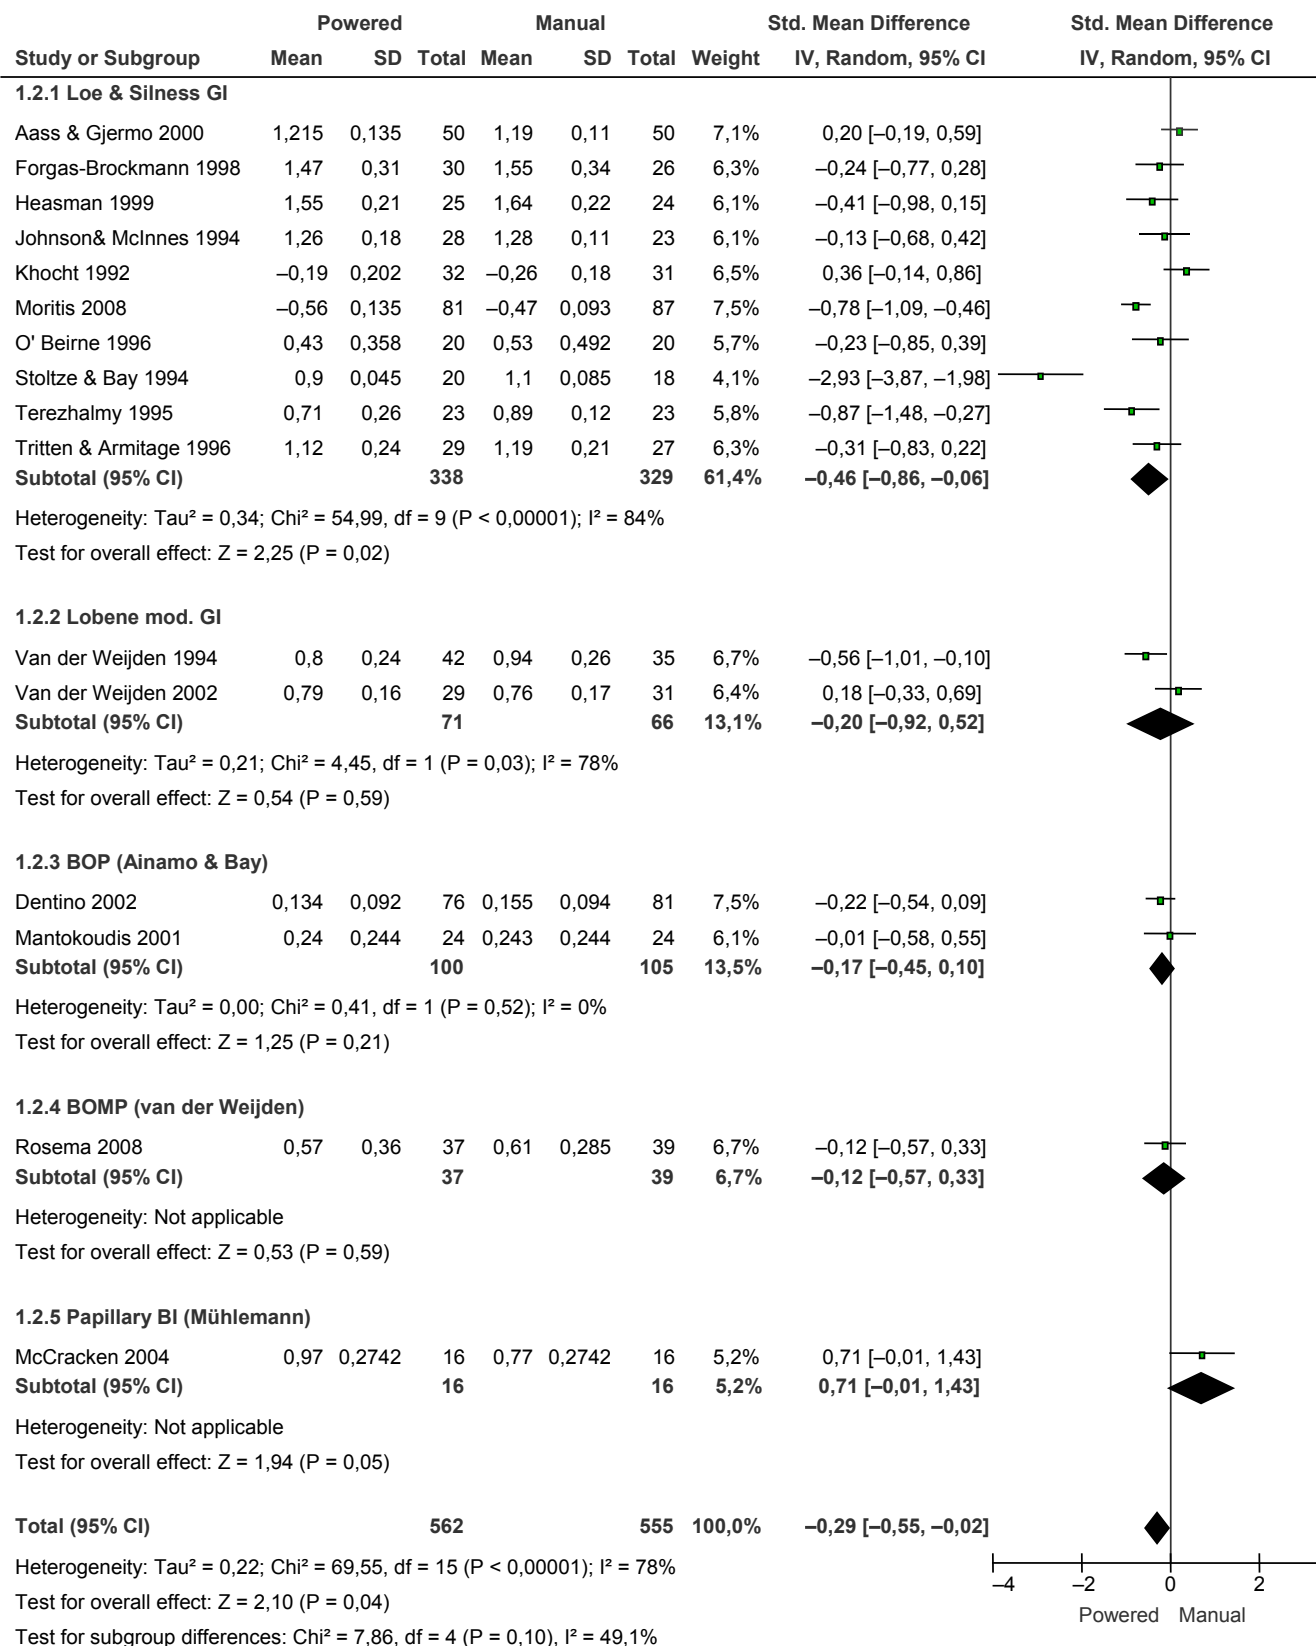 Powered Manual Std. Mean Difference Std. Mean Difference
Study or Subgroup Mean SD Total Mean SD Total Weight IV, Random, 95% CI IV, Random, 95% CI
1.2.1 Loe & Silness GI
Aass & Gjermo 2000 1,215 0,135 50 1,19 0,11 50 7,1% 0,20 [–0,19, 0,59]
Forgas-Brockmann 1998 1,47 0,31 30 1,55 0,34 26 6,3% –0,24 [–0,77, 0,28]
Heasman 1999 1,55 0,21 25 1,64 0,22 24 6,1% –0,41 [–0,98, 0,15]
Johnson& McInnes 1994 1,26 0,18 28 1,28 0,11 23 6,1% –0,13 [–0,68, 0,42]
Khocht 1992 –0,19 0,202 32 –0,26 0,18 31 6,5% 0,36 [–0,14, 0,86]
Moritis 2008 –0,56 0,135 81 –0,47 0,093 87 7,5% –0,78 [–1,09, –0,46]
O' Beirne 1996 0,43 0,358 20 0,53 0,492 20 5,7% –0,23 [–0,85, 0,39]
Stoltze & Bay 1994 0,9 0,045 20 1,1 0,085 18 4,1% -2,93 [–3,87, –1,98]
Terezhalmy 1995 0,71 0,26 23 0,89 0,12 23 5,8% –0,87 [–1,48, –0,27]
Tritten & Armitage 1996 1,12 0,24 29 1,19 0,21 27 6,3% –0,31 [–0,83, 0,22]
Subtotal (95% CI) 338 329 61,4% –0,46 [–0,86, –0,06]
Heterogeneity: Tau² = 0,34; Chi² = 54,99, df = 9 (P < 0,00001); I² = 84%
Test for overall effect: Z = 2,25 (P = 0,02)
1.2.2 Lobene mod. GI
Van der Weijden 1994 0,8 0,24 42 0,94 0,26 35 6,7% –0,56 [–1,01, –0,10]
Van der Weijden 2002 0,79 0,16 29 0,76 0,17 31 6,4% 0,18 [–0,33, 0,69]
Subtotal (95% CI) 71 66 13,1% –0,20 [–0,92, 0,52]
Heterogeneity: Tau² = 0,21; Chi² = 4,45, df = 1 (P = 0,03); I² = 78%
Test for overall effect: Z = 0,54 (P = 0,59)
1.2.3 BOP (Ainamo & Bay)
Dentino 2002 0,134 0,092 76 0,155 0,094 81 7,5% –0,22 [–0,54, 0,09]
Mantokoudis 2001 0,24 0,244 24 0,243 0,244 24 6,1% –0,01 [–0,58, 0,55]
Subtotal (95% CI) 100 105 13,5% –0,17 [–0,45, 0,10]
Heterogeneity: Tau² = 0,00; Chi² = 0,41, df = 1 (P = 0,52); I² = 0%
Test for overall effect: Z = 1,25 (P = 0,21)
1.2.4 BOMP (van der Weijden)
Rosema 2008 0,57 0,36 37 0,61 0,285 39 6,7% –0,12 [–0,57, 0,33]
Subtotal (95% CI) 37 39 6,7% –0,12 [–0,57, 0,33]
Heterogeneity: Not applicable
Test for overall effect: Z = 0,53 (P = 0,59)
1.2.5 Papillary BI (Mühlemann)
McCracken 2004 0,97 0,2742 16 0,77 0,2742 16 5,2% 0,71 [–0,01, 1,43]
Subtotal (95% CI) 16 16 5,2% 0,71 [–0,01, 1,43]
Heterogeneity: Not applicable
Test for overall effect: Z = 1,94 (P = 0,05)
Total (95% CI) 562 555 100,0% –0,29 [–0,55, –0,02]
Heterogeneity: Tau² = 0,22; Chi² = 69,55, df = 15 (P < 0,00001); I² = 78%
Test for overall effect: Z = 2,10 (P = 0,04)
Test for subgroup differences: Chi² = 7,86, df = 4 (P = 0,10), I² = 49,1%
–4 –2 0 2
Powered Manual